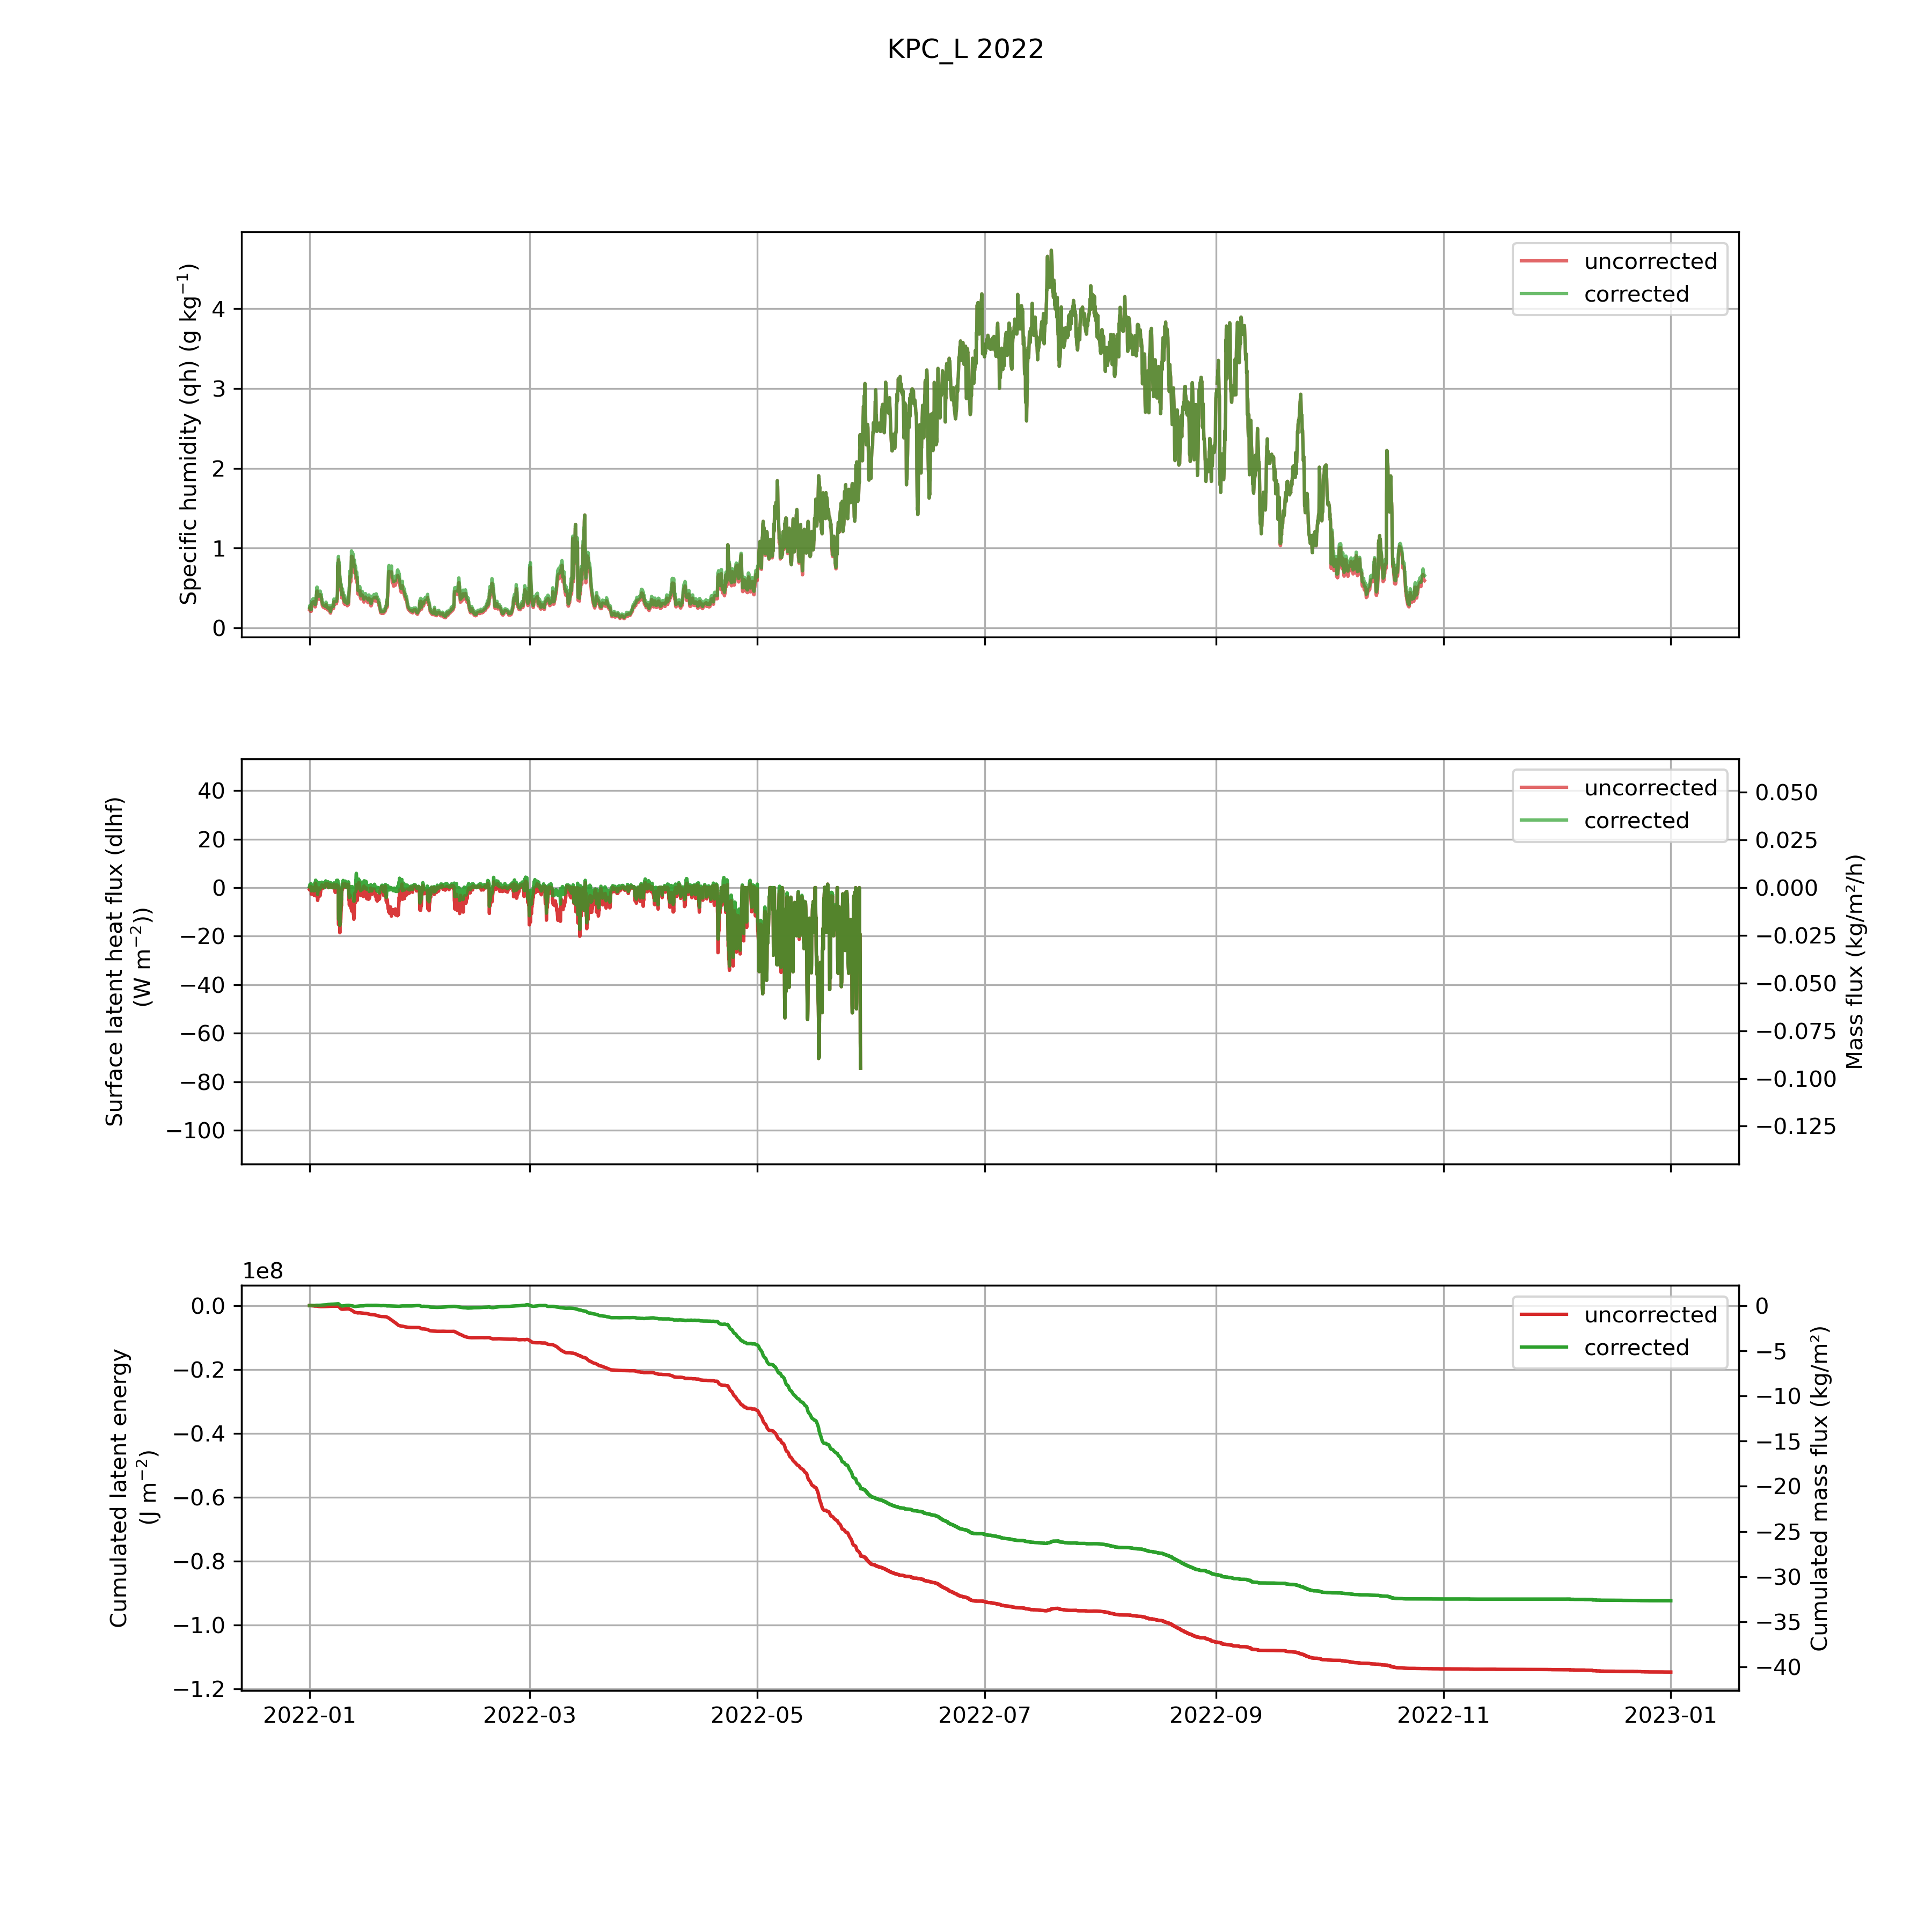 KPC_L 2022
Specific humidity (qh) (g kg⁻¹)
4
3
2
1
0
uncorrected
corrected
Surface latent heat flux (dlhf)
(W m⁻²))
40
20
0
−20
−40
−60
−80
−100
uncorrected
corrected
0.050
0.025
0.000
−0.025
−0.050
−0.075
−0.100
−0.125
Mass flux (kg/m²/h)
1e8
Cumulated latent energy
(J m⁻²)
0.0
−0.2
−0.4
−0.6
−0.8
−1.0
−1.2
uncorrected
corrected
0
−5
−10
−15
−20
−25
−30
−35
−40
Cumulated mass flux (kg/m²)
2022-01
2022-03
2022-05
2022-07
2022-09
2022-11
2023-01